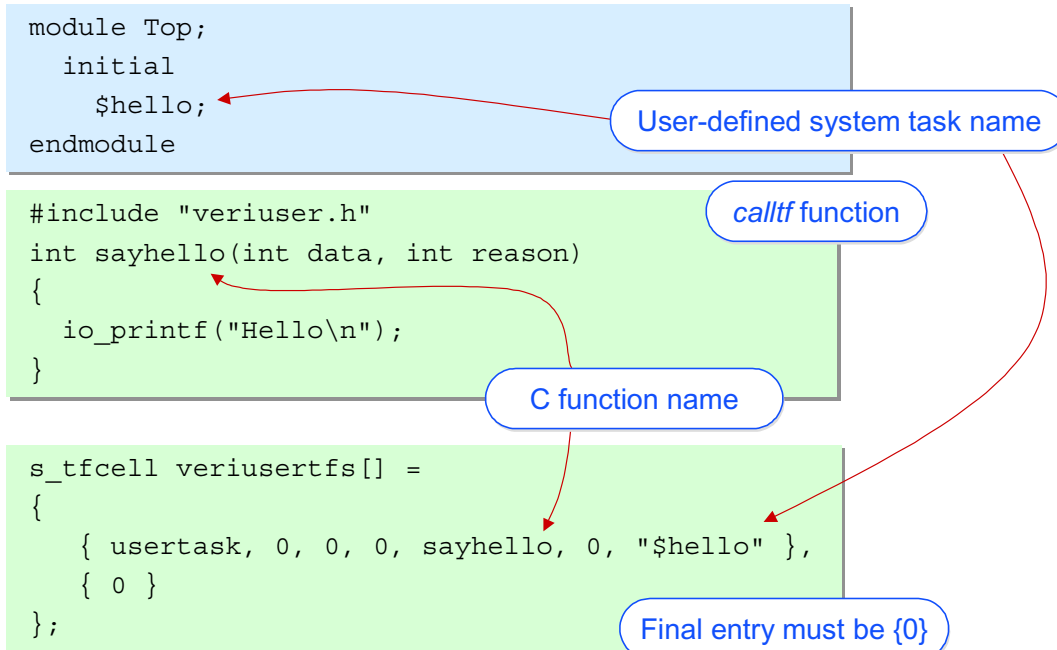 module Top;
initial
$hello;
User-defined system task name
endmodule
#include "veriuser.h"
calltf function
int sayhello(int data, int reason)
{
io_printf("Hello\n");
}
C function name
s_tfcell veriusertfs[] =
{
{ usertask, 0, 0, 0, sayhello, 0, "$hello" },
{ 0 }
};
Final entry must be {0}